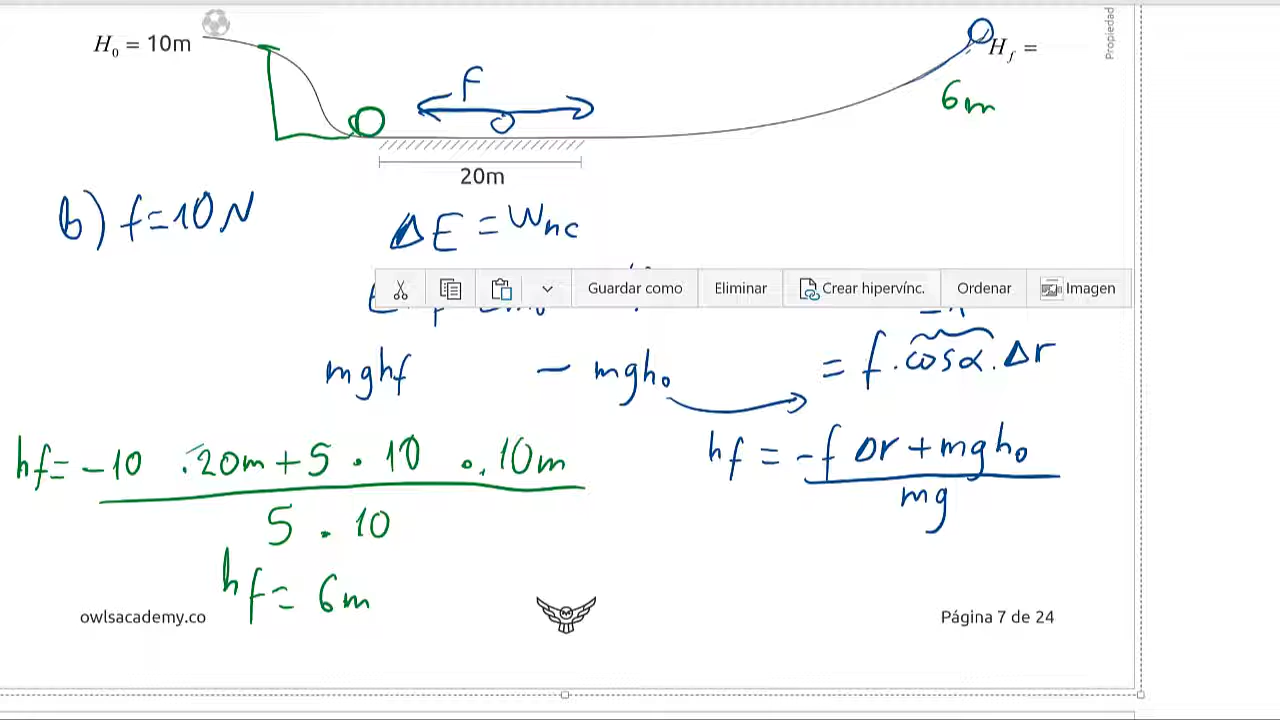 Propiedad
H₀ = 10m
H_f =
F
6m
20m
b) f=10N
ΔE = Wnc
Guardar como
Eliminar
Crear hipervínc.
Ordenar
Imagen
mghf - mgh₀ = f.cosα.Δr
hf = -10 .20m+5 . 10 ..10m
5 . 10
hf = -f Δr+mgh₀
mg
hf = 6m
owlsacademy.co
Página 7 de 24